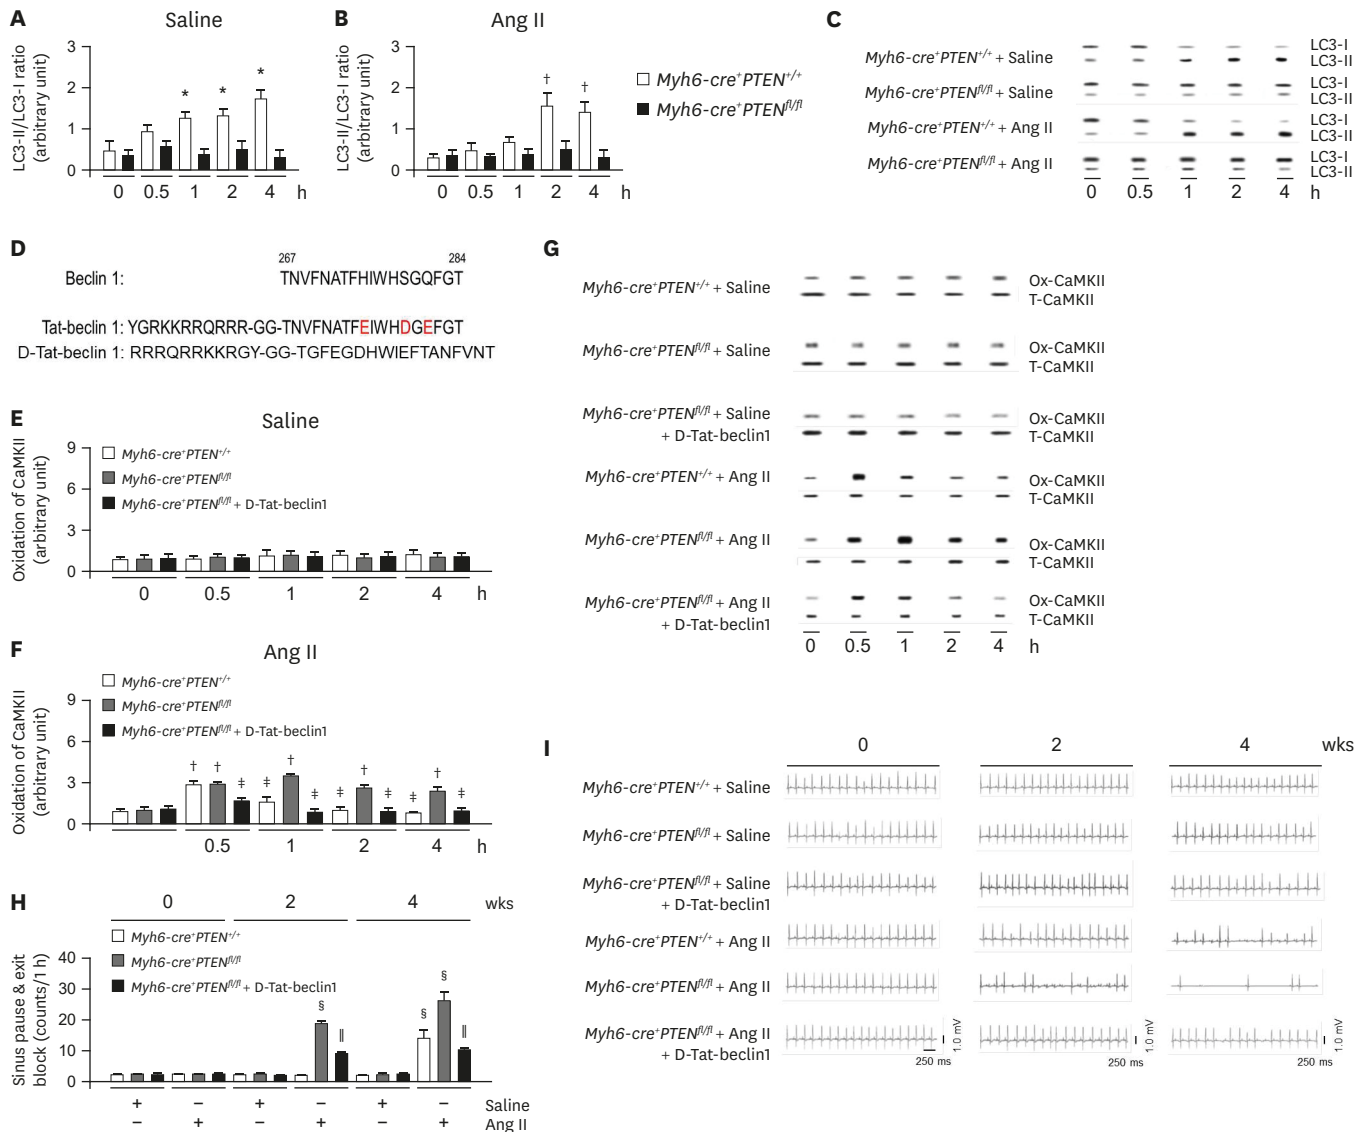 A
Saline
LC3-II/LC3-I ratio
(arbitrary unit)
3
2
1
0
*
*
*
0 0.5 1 2 4 h
B
Ang II
LC3-II/LC3-I ratio
(arbitrary unit)
3
2
1
0
†
†
0 0.5 1 2 4 h
Myh6-cre+PTEN+/+
Myh6-cre+PTENfl/fl
C
Myh6-cre+PTEN+/+ + Saline
LC3-I
LC3-II
Myh6-cre+PTENfl/fl + Saline
LC3-I
LC3-II
Myh6-cre+PTEN+/+ + Ang II
LC3-I
LC3-II
Myh6-cre+PTENfl/fl + Ang II
LC3-I
LC3-II
0 0.5 1 2 4 h
D
267 284
Beclin 1: TNVFNATFHIWHSGQFGT
Tat-beclin 1: YGRKKRRQRRR-GG-TNVFNATFEIWHDGEFGT
D-Tat-beclin 1: RRRQRRKKRGY-GG-TGFEGDHWIEFTANFVNT
E
Saline
Oxidation of CaMKII
(arbitrary unit)
9
6
3
0
Myh6-cre+PTEN+/+
Myh6-cre+PTENfl/fl
Myh6-cre+PTENfl/fl + D-Tat-beclin1
0 0.5 1 2 4 h
F
Ang II
Oxidation of CaMKII
(arbitrary unit)
9
6
3
0
Myh6-cre+PTEN+/+
Myh6-cre+PTENfl/fl
Myh6-cre+PTENfl/fl + D-Tat-beclin1
† † ‡ ‡ † ‡ ‡ † ‡ ‡ † ‡
0.5 1 2 4 h
G
Myh6-cre+PTEN+/+ + Saline
Ox-CaMKII
T-CaMKII
Myh6-cre+PTENfl/fl + Saline
Ox-CaMKII
T-CaMKII
Myh6-cre+PTENfl/fl + Saline
+ D-Tat-beclin1
Ox-CaMKII
T-CaMKII
Myh6-cre+PTEN+/+ + Ang II
Ox-CaMKII
T-CaMKII
Myh6-cre+PTENfl/fl + Ang II
Ox-CaMKII
T-CaMKII
Myh6-cre+PTENfl/fl + Ang II
+ D-Tat-beclin1
Ox-CaMKII
T-CaMKII
0 0.5 1 2 4 h
H
0 2 4 wks
Sinus pause & exit
block (counts/1 h)
40
30
20
10
0
Myh6-cre+PTEN+/+
Myh6-cre+PTENfl/fl
Myh6-cre+PTENfl/fl + D-Tat-beclin1
§ ‖ § § ‖
+ − + − + − Saline
− + − + − + Ang II
I
0 2 4 wks
Myh6-cre+PTEN+/+ + Saline
Myh6-cre+PTENfl/fl + Saline
Myh6-cre+PTENfl/fl + Saline
+ D-Tat-beclin1
Myh6-cre+PTEN+/+ + Ang II
Myh6-cre+PTENfl/fl + Ang II
Myh6-cre+PTENfl/fl + Ang II
+ D-Tat-beclin1
1.0 mV
250 ms
1.0 mV
250 ms
1.0 mV
250 ms